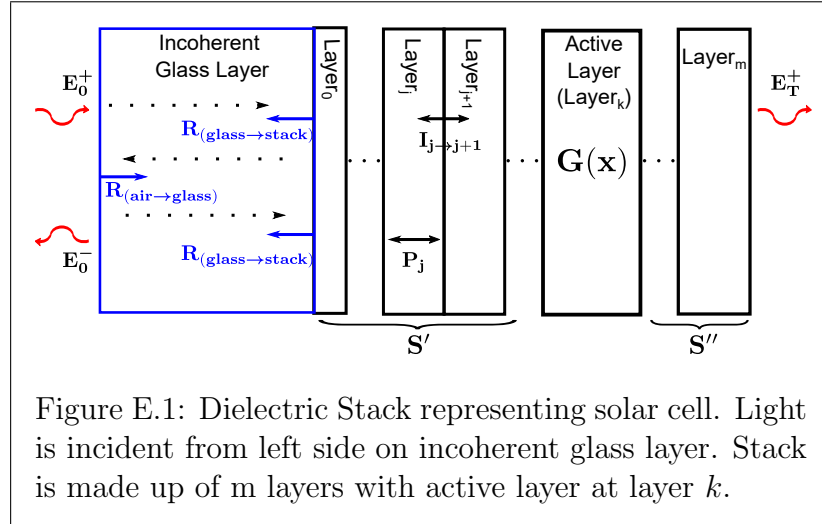 Incoherent
Glass Layer
Layer₀
Layerⱼ
Layerⱼ₊₁
Active
Layer
(Layerₖ)
Layerₘ
E₀⁺
E_T⁺
R₍glass→stack₎
I_j→j+1
G(x)
R₍air→glass₎
R₍glass→stack₎
E₀⁻
Pⱼ
S′
S′′
Figure E.1: Dielectric Stack representing solar cell. Light
is incident from left side on incoherent glass layer. Stack
is made up of m layers with active layer at layer k.